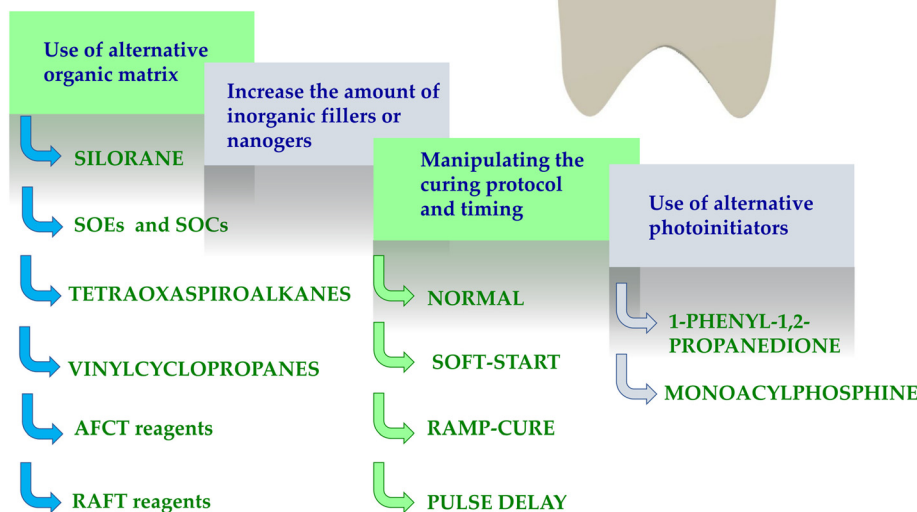 Use of alternative
organic matrix
SILORANE
SOEs and SOCs
TETRAOXASPIROALKANES
VINYLCYCLOPROPANES
AFCT reagents
RAFT reagents
Increase the amount of
inorganic fillers or
nanogers
Manipulating the
curing protocol
and timing
NORMAL
SOFT-START
RAMP-CURE
PULSE DELAY
Use of alternative
photoinitiators
1-PHENYL-1,2-
PROPANEDIONE
MONOACYLPHOSPHINE